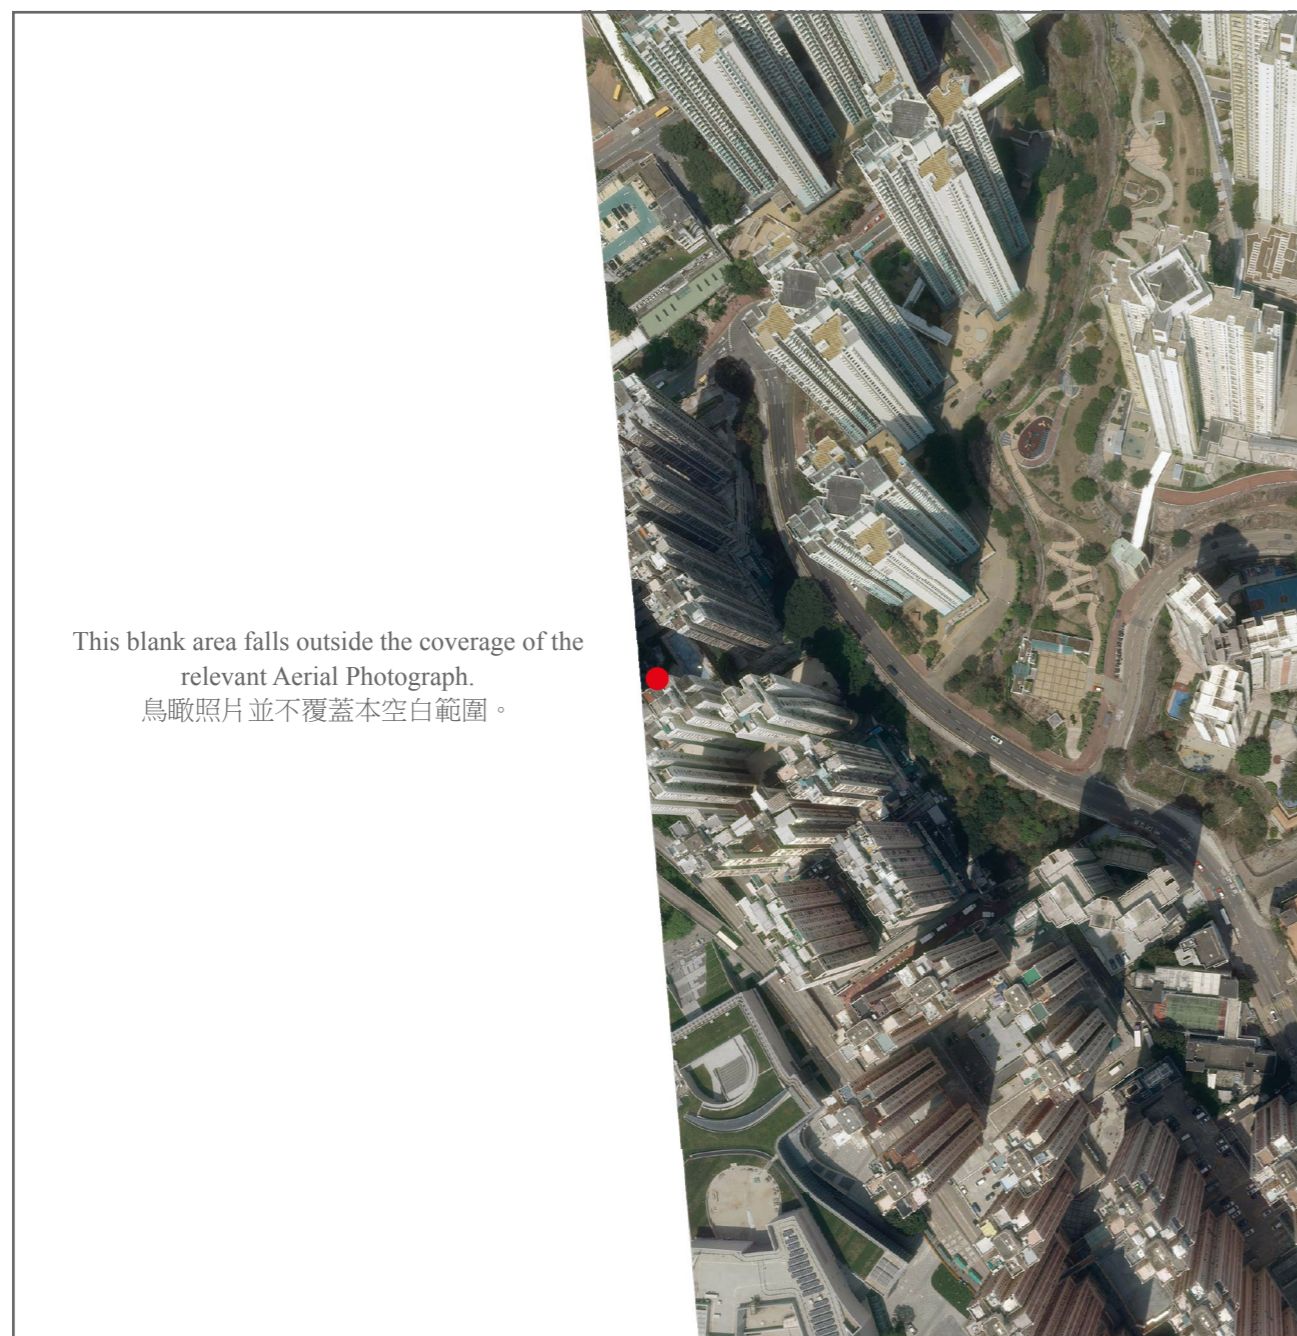 This blank area falls outside the coverage of the
relevant Aerial Photograph.
鳥瞰照片並不覆蓋本空白範圍。